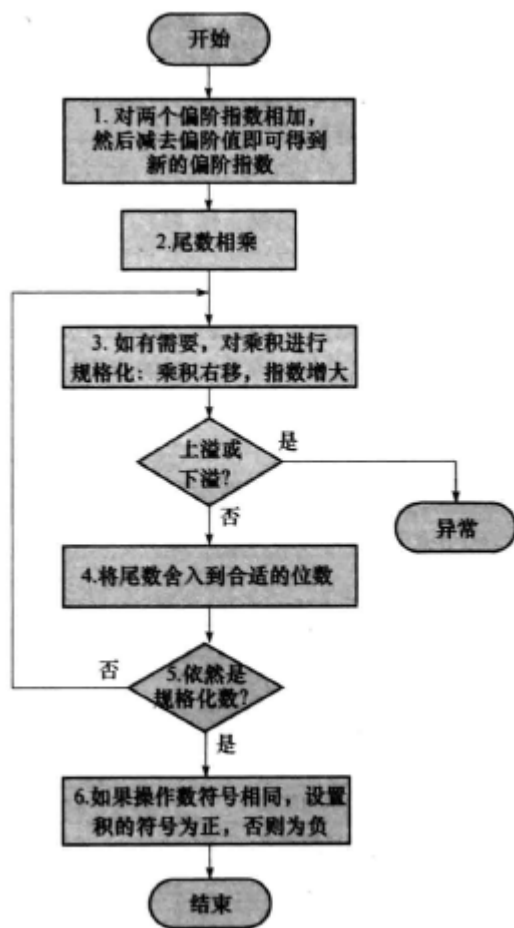 开始
1. 对两个偏阶指数相加，
然后减去偏阶值即可得到
新的偏阶指数
2.尾数相乘
3. 如有需要，对乘积进行
规格化：乘积右移，指数增大
上溢或
下溢?
是
异常
否
4.将尾数舍入到合适的位数
5.依然是
规格化数?
否
是
6.如果操作数符号相同，设置
积的符号为正，否则为负
结束